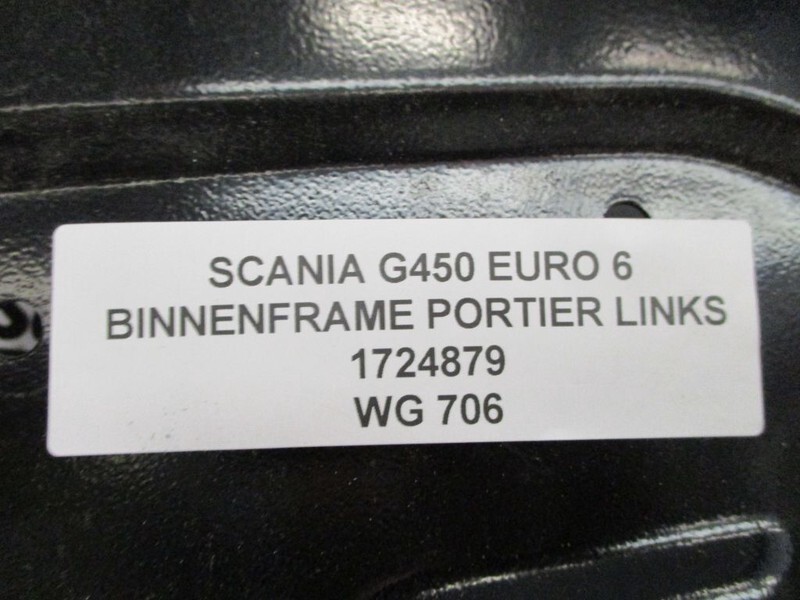 SCANIA G450 EURO 6
BINNENFRAME PORTIER LINKS
1724879
WG 706